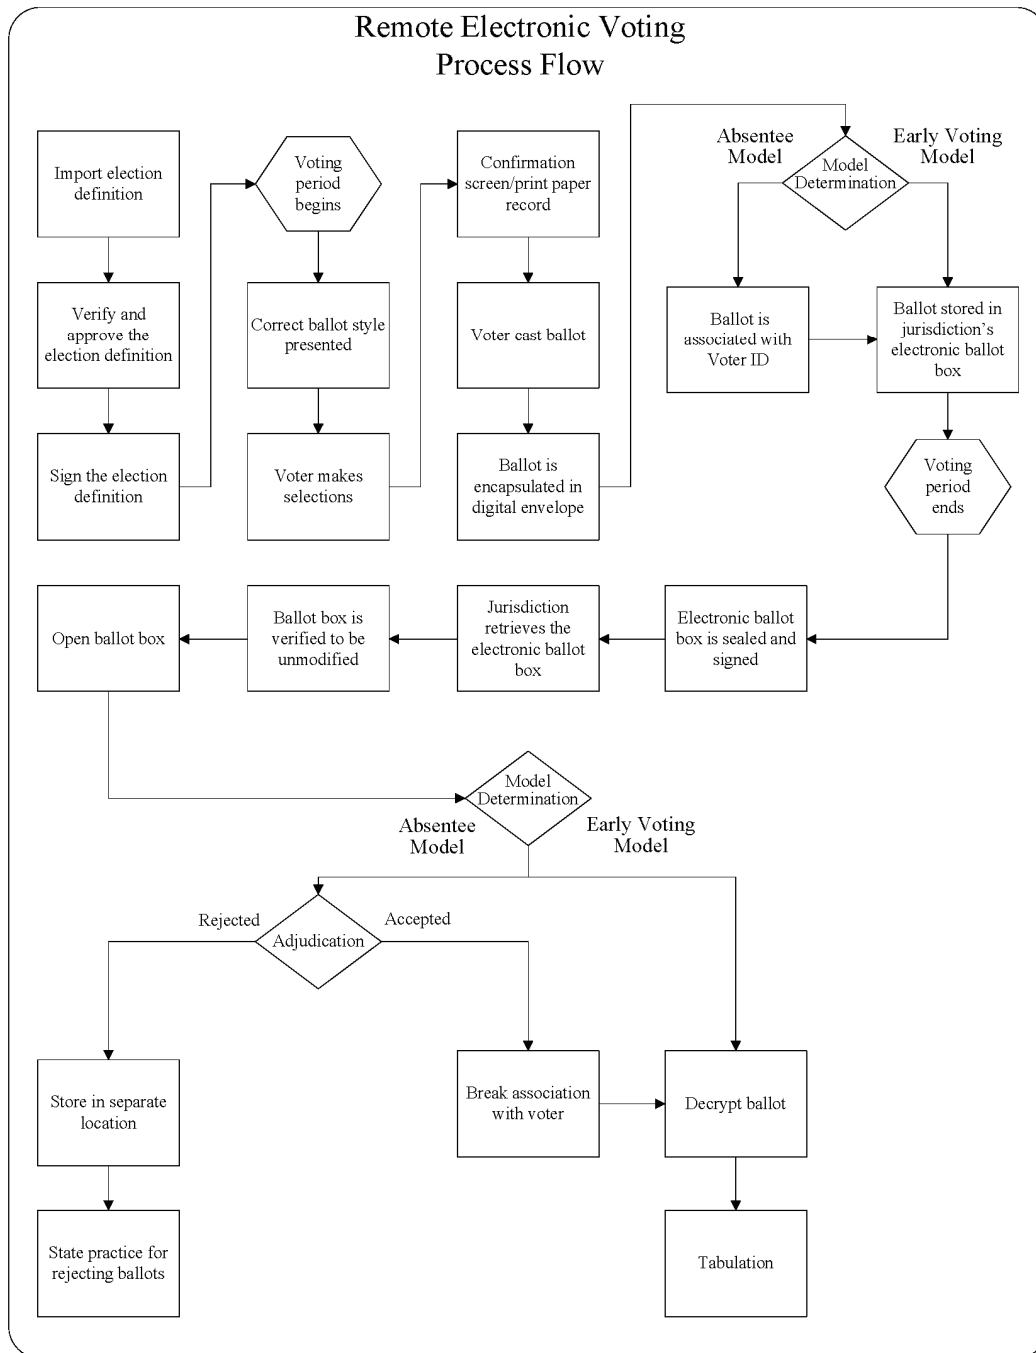 Remote Electronic Voting
Process Flow
Import election
definition
Verify and
approve the
election definition
Sign the election
definition
Voting
period
begins
Correct ballot style
presented
Voter makes
selections
Confirmation
screen/print paper
record
Voter cast ballot
Ballot is
encapsulated in
digital envelope
Absentee
Model
Early Voting
Model
Model
Determination
Ballot is
associated with
Voter ID
Ballot stored in
jurisdiction's
electronic ballot
box
Voting
period
ends
Electronic ballot
box is sealed and
signed
Jurisdiction
retrieves the
electronic ballot
box
Ballot box is
verified to be
unmodified
Open ballot box
Model
Determination
Absentee
Model
Early Voting
Model
Rejected
Accepted
Adjudication
Store in separate
location
State practice for
rejecting ballots
Break association
with voter
Decrypt ballot
Tabulation